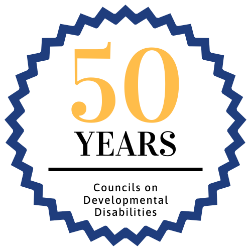 50
YEARS
Councils on
Developmental
Disabilities